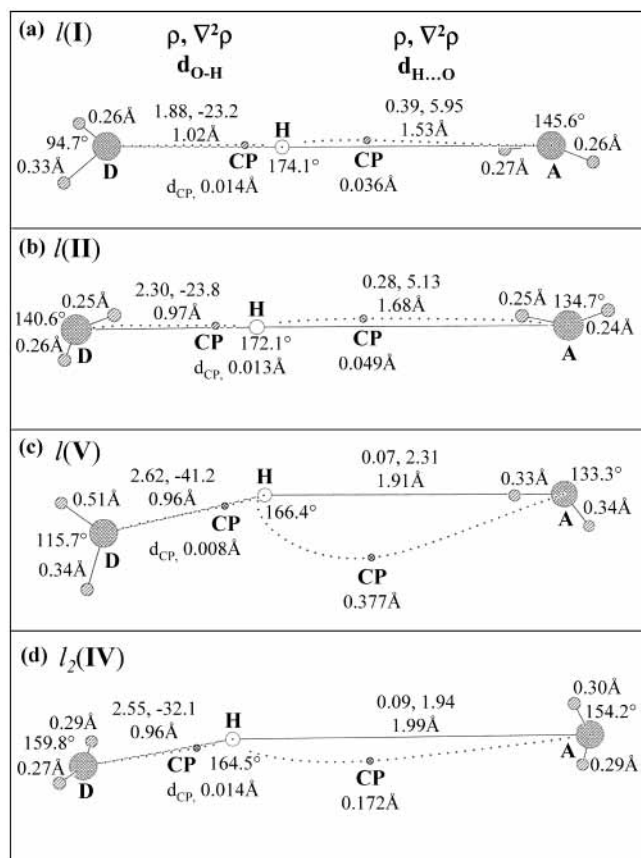 (a) l(I)
ρ, ∇²ρ
d_O-H
ρ, ∇²ρ
d_H...O
0.26Å
94.7°
0.33Å
D
1.88, -23.2
1.02Å
CP
d_CP, 0.014Å
H
174.1°
0.39, 5.95
1.53Å
CP
0.036Å
145.6°
0.26Å
0.27Å
A
(b) l(II)
0.25Å
140.6°
0.26Å
D
2.30, -23.8
0.97Å
CP
d_CP, 0.013Å
H
172.1°
0.28, 5.13
1.68Å
CP
0.049Å
0.25Å
134.7°
0.24Å
A
(c) l(V)
0.51Å
115.7°
0.34Å
D
2.62, -41.2
0.96Å
CP
d_CP, 0.008Å
H
166.4°
0.07, 2.31
1.91Å
CP
0.377Å
0.33Å
133.3°
0.34Å
A
(d) l₂(IV)
0.29Å
159.8°
0.27Å
D
2.55, -32.1
0.96Å
CP
d_CP, 0.014Å
H
164.5°
0.09, 1.94
1.99Å
CP
0.172Å
0.30Å
154.2°
0.29Å
A